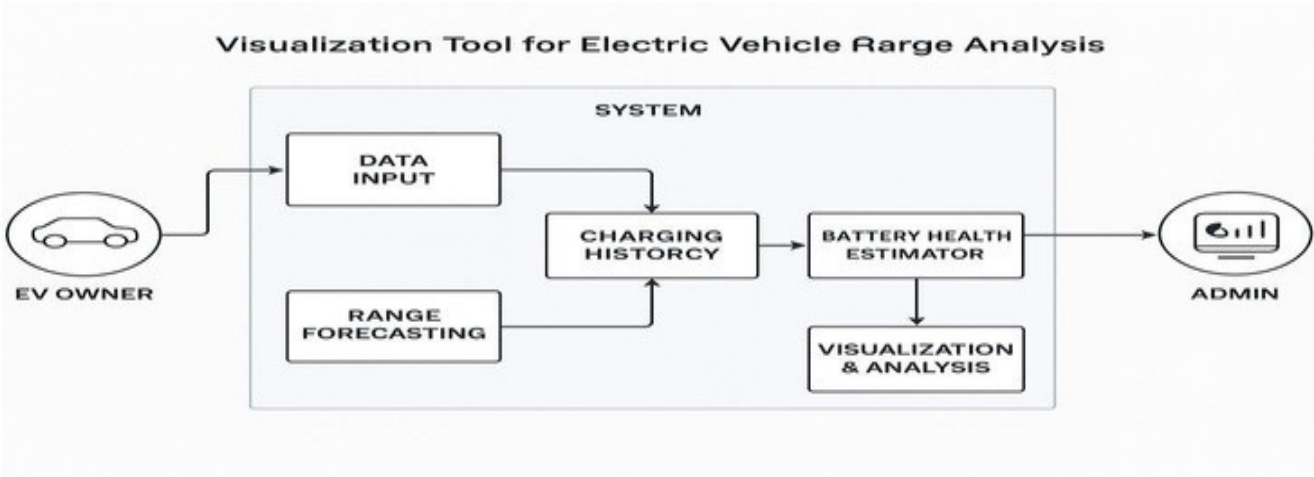 Visualization Tool for Electric Vehicle Rarge Analysis
SYSTEM
DATA
INPUT
CHARGING
HISTORCY
BATTERY HEALTH
ESTIMATOR
EV OWNER
ADMIN
RANGE
FORECASTING
VISUALIZATION
& ANALYSIS